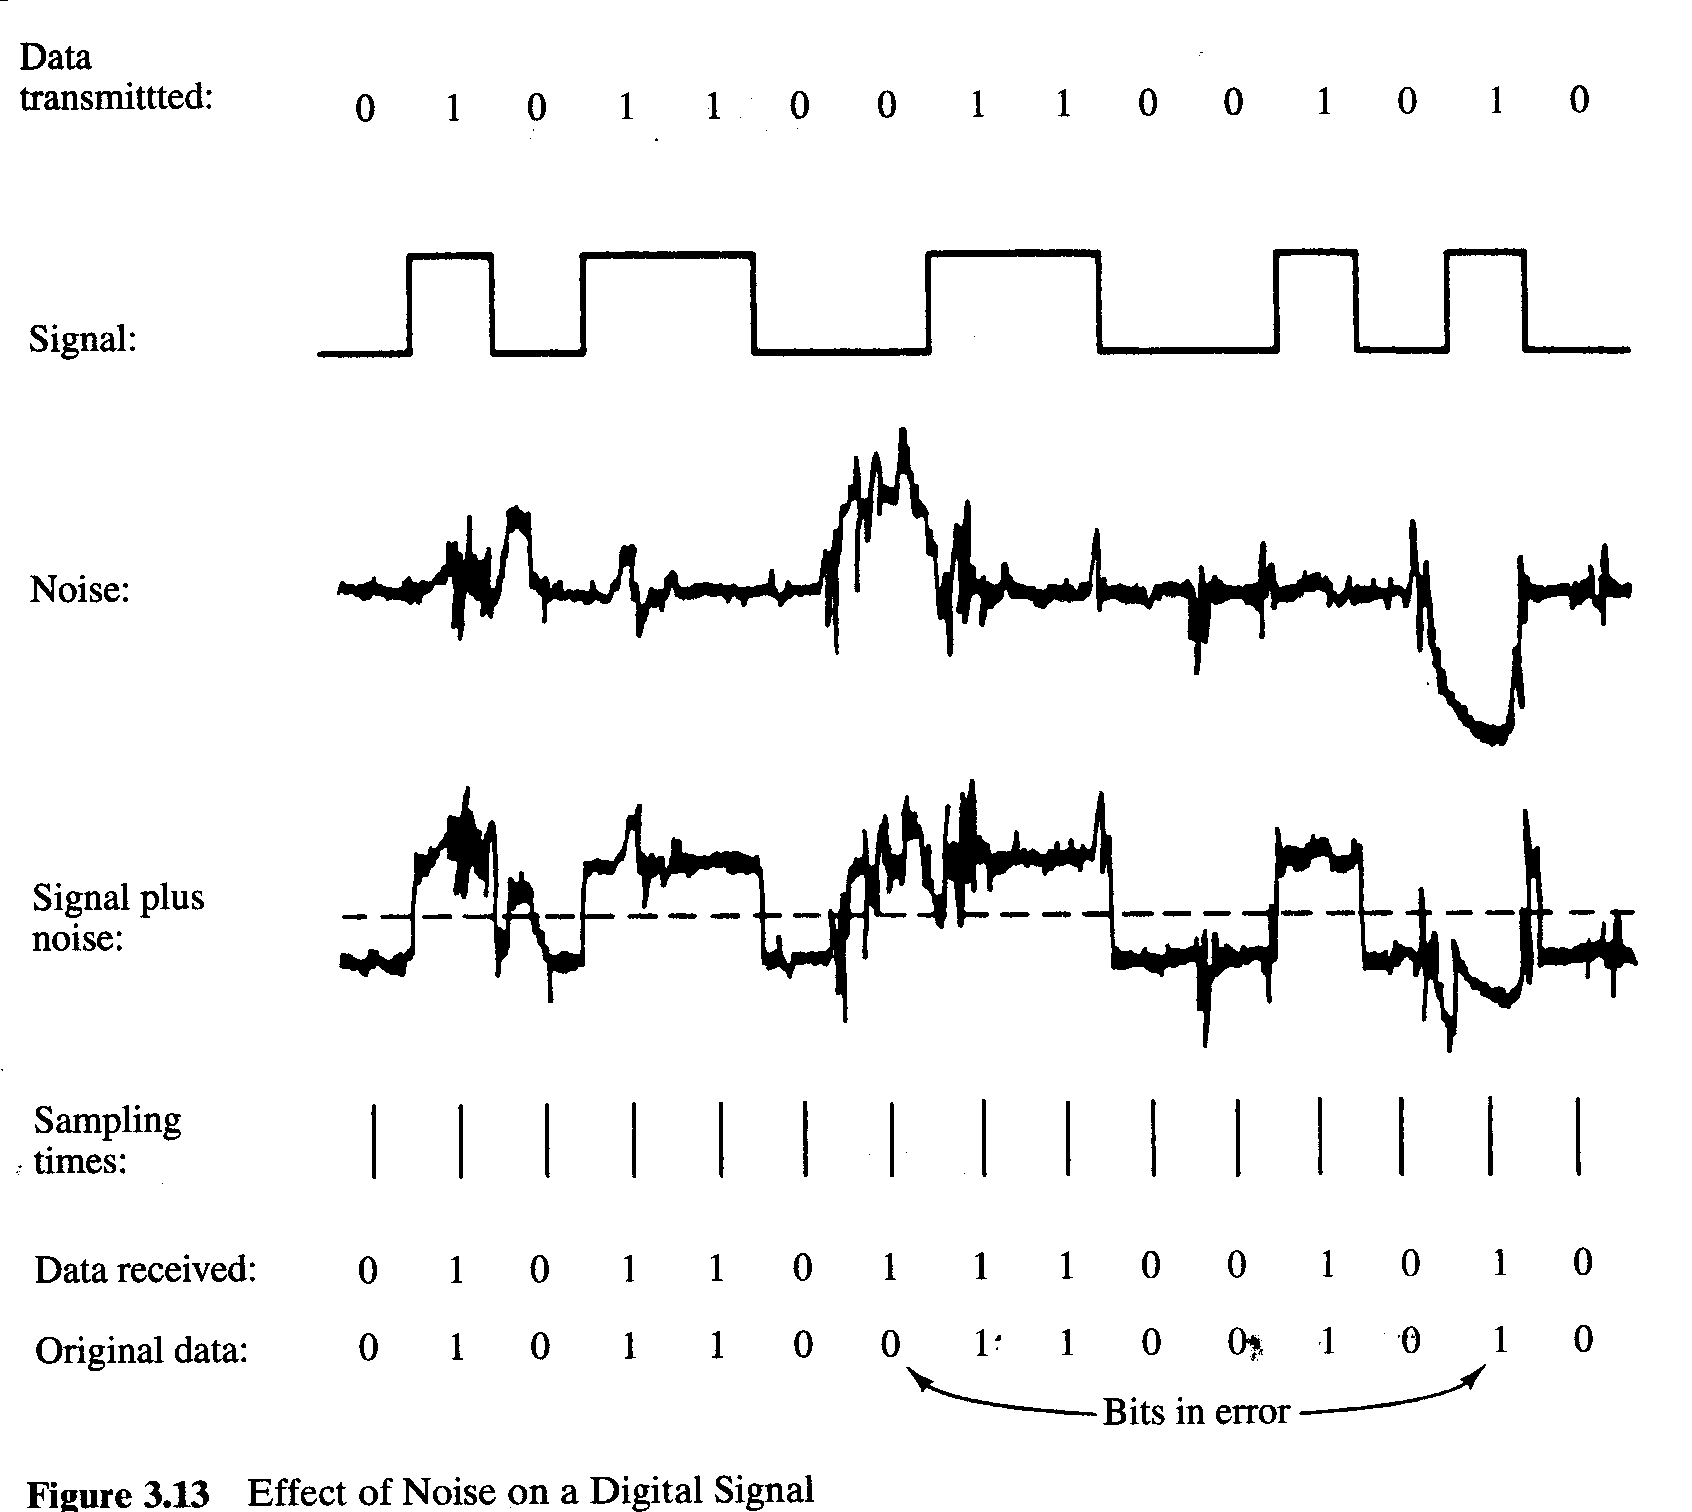 Data
transmittted: 0 1 0 1 1 0 0 1 1 0 0 1 0 1 0
Signal:
Noise:
Signal plus
noise:
Sampling
times:
Data received: 0 1 0 1 1 0 1 1 1 0 0 1 0 1 0
Original data: 0 1 0 1 1 0 0 1 1 0 0 1 0 1 0
Bits in error
Figure 3.13 Effect of Noise on a Digital Signal